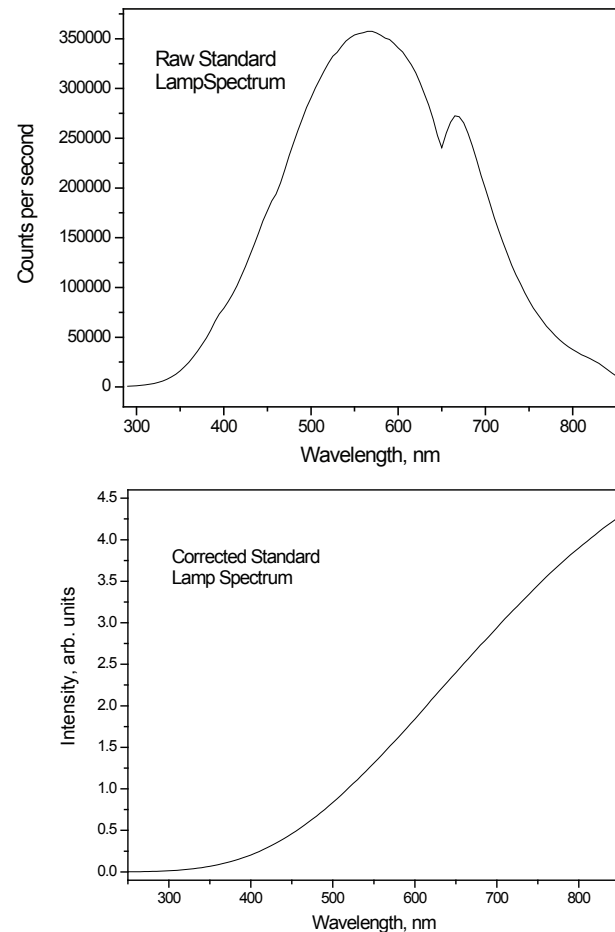 Raw Standard
LampSpectrum
Counts per second
350000
300000
250000
200000
150000
100000
50000
0
300 400 500 600 700 800
Wavelength, nm
Corrected Standard
Lamp Spectrum
Intensity, arb. units
4.5
4.0
3.5
3.0
2.5
2.0
1.5
1.0
0.5
0.0
300 400 500 600 700 800
Wavelength, nm